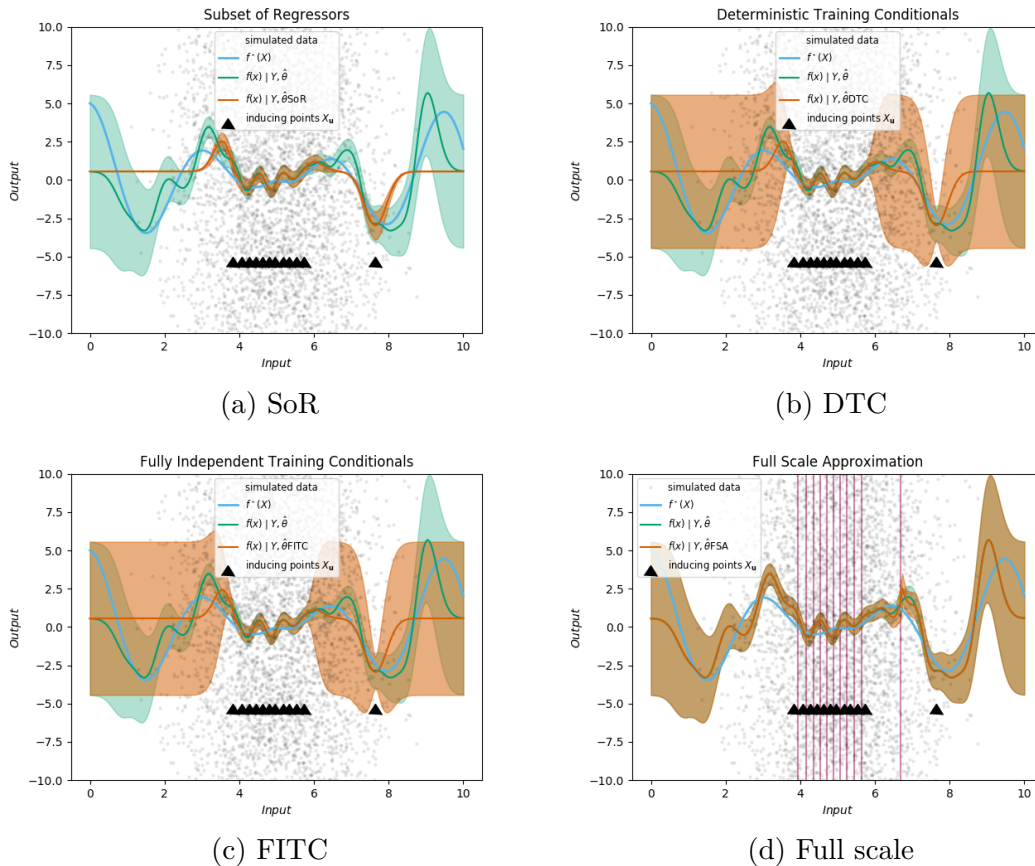 Subset of Regressors
10.0
7.5
5.0
2.5
0.0
−2.5
−5.0
−7.5
−10.0
Output
simulated data
f*(X)
f(x) | Y, θ̂
f(x) | Y, θ̂SoR
inducing points Xu
0 2 4 6 8 10
Input
(a) SoR
Deterministic Training Conditionals
10.0
7.5
5.0
2.5
0.0
−2.5
−5.0
−7.5
−10.0
Output
simulated data
f*(X)
f(x) | Y, θ̂
f(x) | Y, θ̂DTC
inducing points Xu
0 2 4 6 8 10
Input
(b) DTC
Fully Independent Training Conditionals
10.0
7.5
5.0
2.5
0.0
−2.5
−5.0
−7.5
−10.0
Output
simulated data
f*(X)
f(x) | Y, θ̂
f(x) | Y, θ̂FITC
inducing points Xu
0 2 4 6 8 10
Input
(c) FITC
Full Scale Approximation
10.0
7.5
5.0
2.5
0.0
−2.5
−5.0
−7.5
−10.0
Output
simulated data
f*(X)
f(x) | Y, θ̂
f(x) | Y, θ̂FSA
inducing points Xu
0 2 4 6 8 10
Input
(d) Full scale